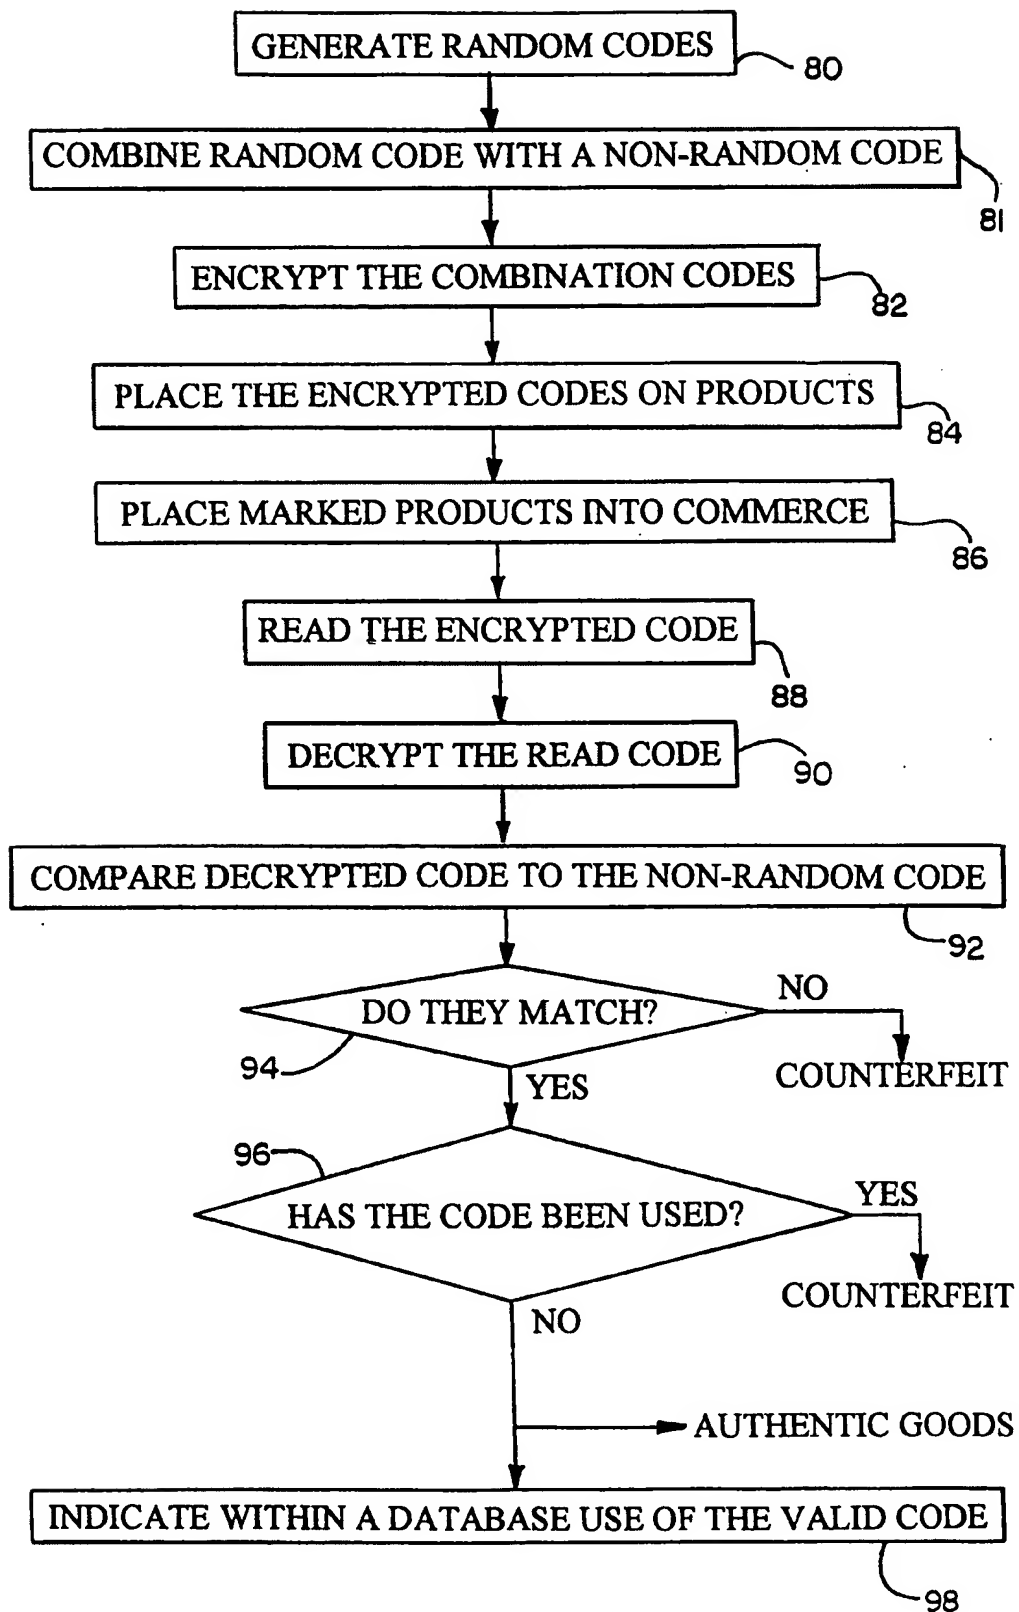 GENERATE RANDOM CODES
80
COMBINE RANDOM CODE WITH A NON-RANDOM CODE
81
ENCRYPT THE COMBINATION CODES
82
PLACE THE ENCRYPTED CODES ON PRODUCTS
84
PLACE MARKED PRODUCTS INTO COMMERCE
86
READ THE ENCRYPTED CODE
88
DECRYPT THE READ CODE
90
COMPARE DECRYPTED CODE TO THE NON-RANDOM CODE
92
DO THEY MATCH?
NO
94
COUNTERFEIT
YES
96
HAS THE CODE BEEN USED?
YES
COUNTERFEIT
NO
AUTHENTIC GOODS
INDICATE WITHIN A DATABASE USE OF THE VALID CODE
98